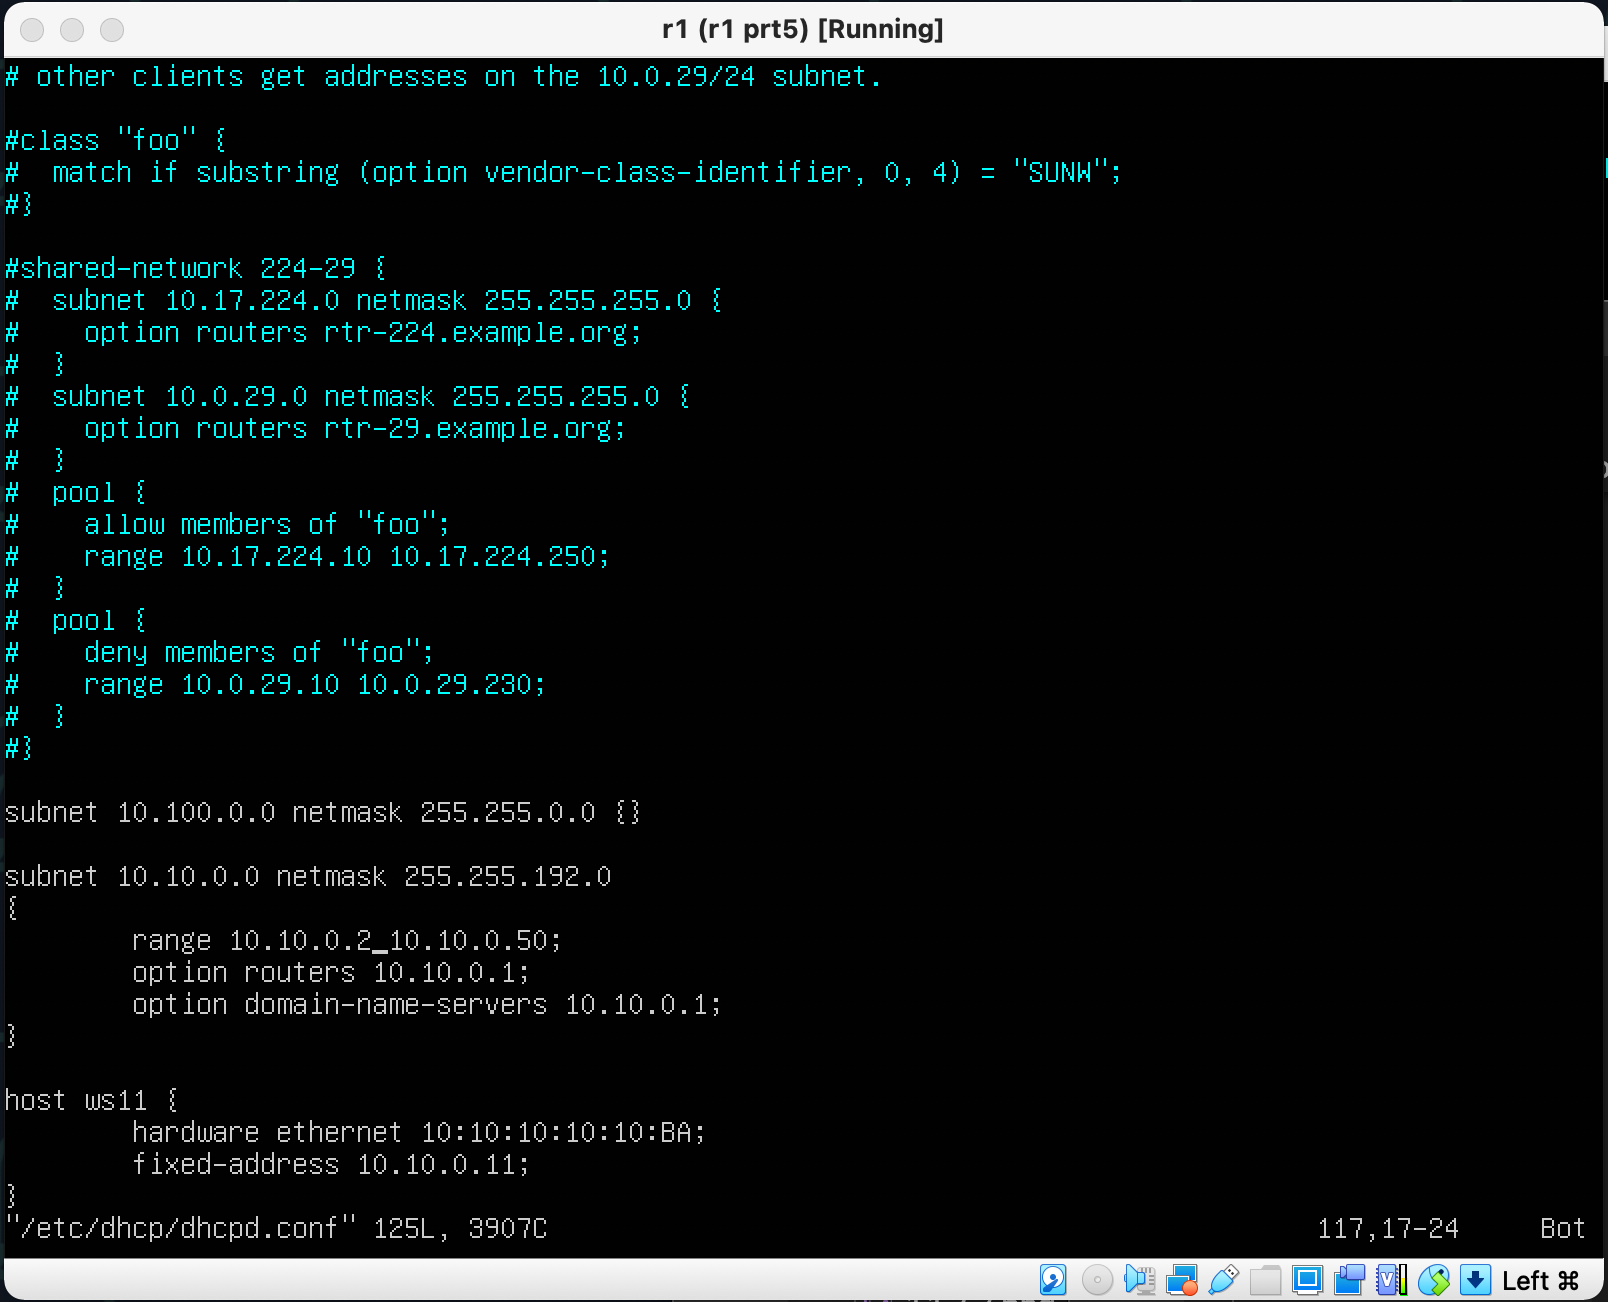 r1 (r1 prt5) [Running]
# other clients get addresses on the 10.0.29/24 subnet.
#class "foo" {
#  match if substring (option vendor-class-identifier, 0, 4) = "SUNW";
#}
#shared-network 224-29 {
#  subnet 10.17.224.0 netmask 255.255.255.0 {
#    option routers rtr-224.example.org;
#  }
#  subnet 10.0.29.0 netmask 255.255.255.0 {
#    option routers rtr-29.example.org;
#  }
#  pool {
#    allow members of "foo";
#    range 10.17.224.10 10.17.224.250;
#  }
#  pool {
#    deny members of "foo";
#    range 10.0.29.10 10.0.29.230;
#  }
#}
subnet 10.100.0.0 netmask 255.255.0.0 {}
subnet 10.10.0.0 netmask 255.255.192.0
{
        range 10.10.0.2 10.10.0.50;
        option routers 10.10.0.1;
        option domain-name-servers 10.10.0.1;
}
host ws11 {
        hardware ethernet 10:10:10:10:10:BA;
        fixed-address 10.10.0.11;
}
"/etc/dhcp/dhcpd.conf" 125L, 3907C 117,17-24 Bot
Left ⌘